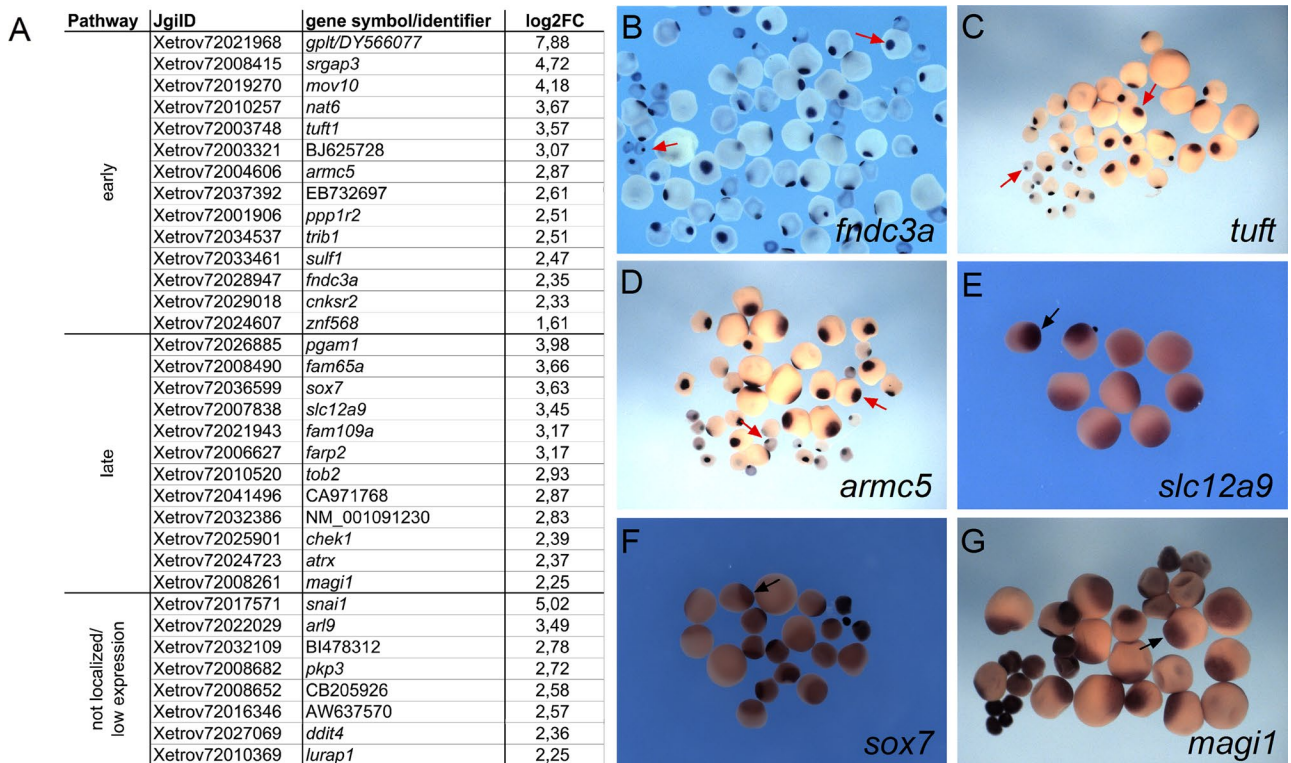 A
Pathway JgiID gene symbol/identifier log2FC
early
Xetrov72021968 gplt/DY566077 7,88
Xetrov72008415 srgap3 4,72
Xetrov72019270 mov10 4,18
Xetrov72010257 nat6 3,67
Xetrov72003748 tuft1 3,57
Xetrov72003321 BJ625728 3,07
Xetrov72004606 armc5 2,87
Xetrov72037392 EB732697 2,61
Xetrov72001906 ppp1r2 2,51
Xetrov72034537 trib1 2,51
Xetrov72033461 sulf1 2,47
Xetrov72028947 fndc3a 2,35
Xetrov72029018 cnksr2 2,33
Xetrov72024607 znf568 1,61
late
Xetrov72026885 pgam1 3,98
Xetrov72008490 fam65a 3,66
Xetrov72036599 sox7 3,63
Xetrov72007838 slc12a9 3,45
Xetrov72021943 fam109a 3,17
Xetrov72006627 farp2 3,17
Xetrov72010520 tob2 2,93
Xetrov72041496 CA971768 2,87
Xetrov72032386 NM_001091230 2,83
Xetrov72025901 chek1 2,39
Xetrov72024723 atrx 2,37
Xetrov72008261 magi1 2,25
not localized/
low expression
Xetrov72017571 snai1 5,02
Xetrov72022029 arl9 3,49
Xetrov72032109 BI478312 2,78
Xetrov72008682 pkp3 2,72
Xetrov72008652 CB205926 2,58
Xetrov72016346 AW637570 2,57
Xetrov72027069 ddit4 2,36
Xetrov72010369 lurap1 2,25
B
fndc3a
C
tuft
D
armc5
E
slc12a9
F
sox7
G
magi1